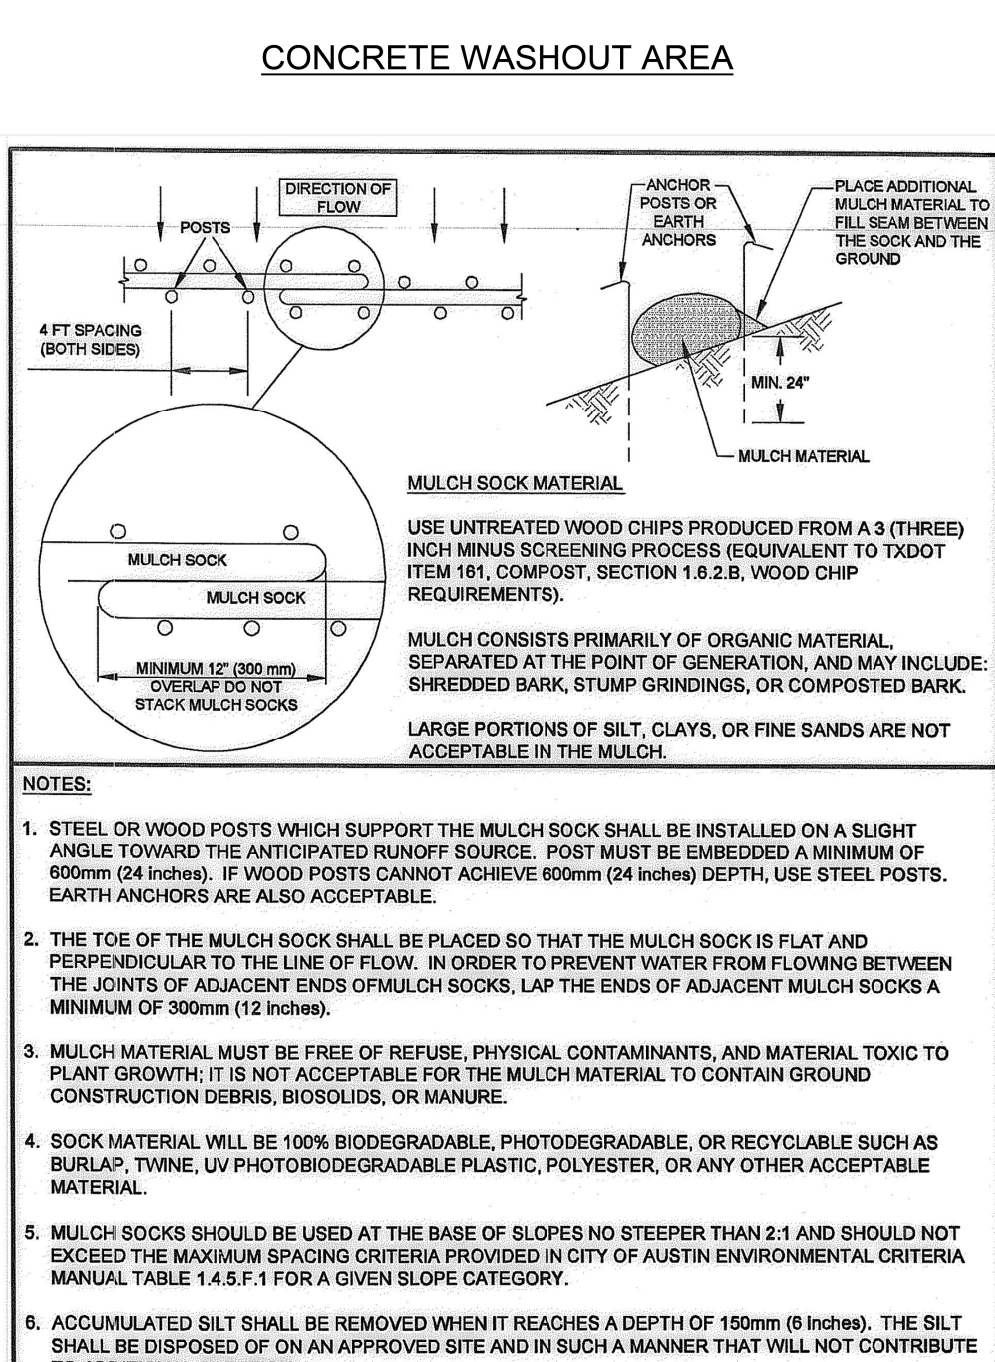 CONCRETE WASHOUT AREA
DIRECTION OF
FLOW
POSTS
4 FT SPACING
(BOTH SIDES)
ANCHOR
POSTS OR
EARTH
ANCHORS
PLACE ADDITIONAL
MULCH MATERIAL TO
FILL SEAM BETWEEN
THE SOCK AND THE
GROUND
MIN. 24"
MULCH MATERIAL
MULCH SOCK
MULCH SOCK
MINIMUM 12" (300 mm)
OVERLAP DO NOT
STACK MULCH SOCKS
MULCH SOCK MATERIAL
USE UNTREATED WOOD CHIPS PRODUCED FROM A 3 (THREE)
INCH MINUS SCREENING PROCESS (EQUIVALENT TO TXDOT
ITEM 161, COMPOST, SECTION 1.6.2.B, WOOD CHIP
REQUIREMENTS).
MULCH CONSISTS PRIMARILY OF ORGANIC MATERIAL,
SEPARATED AT THE POINT OF GENERATION, AND MAY INCLUDE:
SHREDDED BARK, STUMP GRINDINGS, OR COMPOSTED BARK.
LARGE PORTIONS OF SILT, CLAYS, OR FINE SANDS ARE NOT
ACCEPTABLE IN THE MULCH.
NOTES:
1. STEEL OR WOOD POSTS WHICH SUPPORT THE MULCH SOCK SHALL BE INSTALLED ON A SLIGHT
ANGLE TOWARD THE ANTICIPATED RUNOFF SOURCE. POST MUST BE EMBEDDED A MINIMUM OF
600mm (24 inches). IF WOOD POSTS CANNOT ACHIEVE 600mm (24 inches) DEPTH, USE STEEL POSTS.
EARTH ANCHORS ARE ALSO ACCEPTABLE.
2. THE TOE OF THE MULCH SOCK SHALL BE PLACED SO THAT THE MULCH SOCK IS FLAT AND
PERPENDICULAR TO THE LINE OF FLOW. IN ORDER TO PREVENT WATER FROM FLOWING BETWEEN
THE JOINTS OF ADJACENT ENDS OFMULCH SOCKS, LAP THE ENDS OF ADJACENT MULCH SOCKS A
MINIMUM OF 300mm (12 inches).
3. MULCH MATERIAL MUST BE FREE OF REFUSE, PHYSICAL CONTAMINANTS, AND MATERIAL TOXIC TO
PLANT GROWTH; IT IS NOT ACCEPTABLE FOR THE MULCH MATERIAL TO CONTAIN GROUND
CONSTRUCTION DEBRIS, BIOSOLIDS, OR MANURE.
4. SOCK MATERIAL WILL BE 100% BIODEGRADABLE, PHOTODEGRADABLE, OR RECYCLABLE SUCH AS
BURLAP, TWINE, UV PHOTOBIODEGRADABLE PLASTIC, POLYESTER, OR ANY OTHER ACCEPTABLE
MATERIAL.
5. MULCH SOCKS SHOULD BE USED AT THE BASE OF SLOPES NO STEEPER THAN 2:1 AND SHOULD NOT
EXCEED THE MAXIMUM SPACING CRITERIA PROVIDED IN CITY OF AUSTIN ENVIRONMENTAL CRITERIA
MANUAL TABLE 1.4.5.F.1 FOR A GIVEN SLOPE CATEGORY.
6. ACCUMULATED SILT SHALL BE REMOVED WHEN IT REACHES A DEPTH OF 150mm (6 inches). THE SILT
SHALL BE DISPOSED OF ON AN APPROVED SITE AND IN SUCH A MANNER THAT WILL NOT CONTRIBUTE